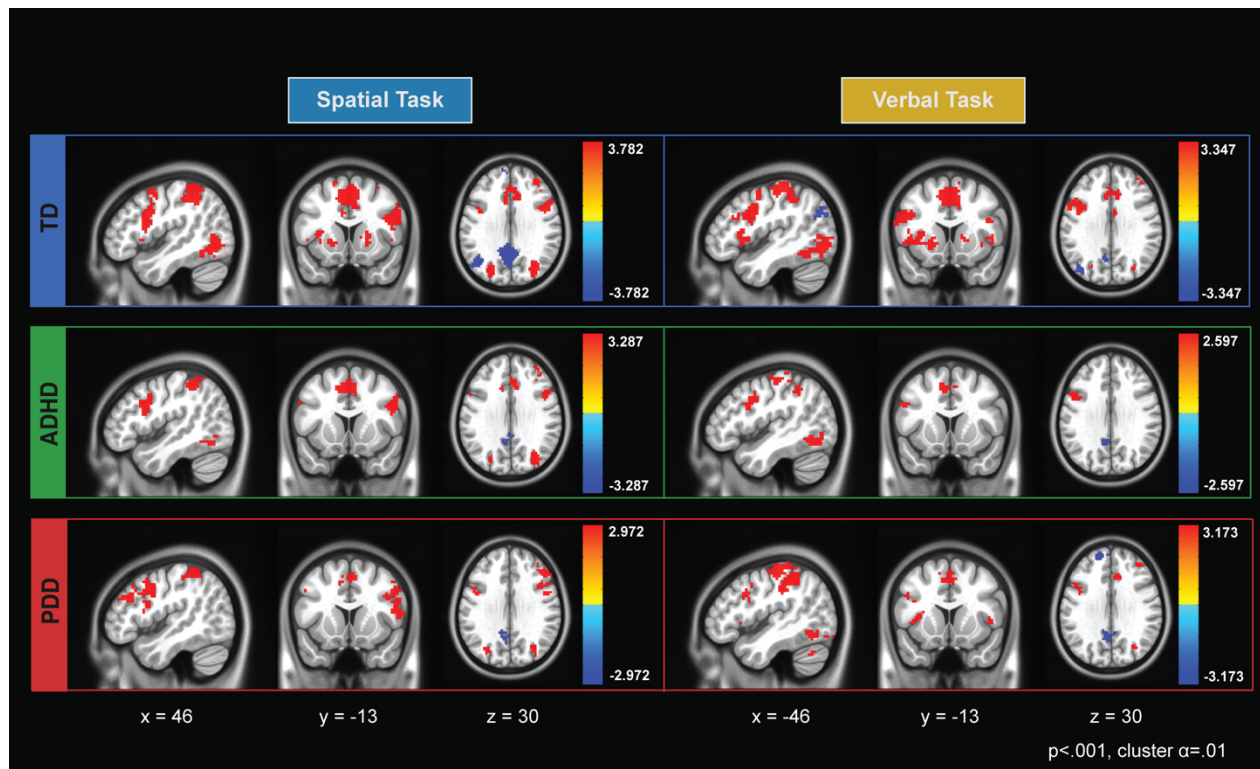 Spatial Task
Verbal Task
TD
3.782
-3.782
3.347
-3.347
ADHD
3.287
-3.287
2.597
-2.597
PDD
2.972
-2.972
3.173
-3.173
x = 46
y = -13
z = 30
x = -46
y = -13
z = 30
p<.001, cluster α=.01